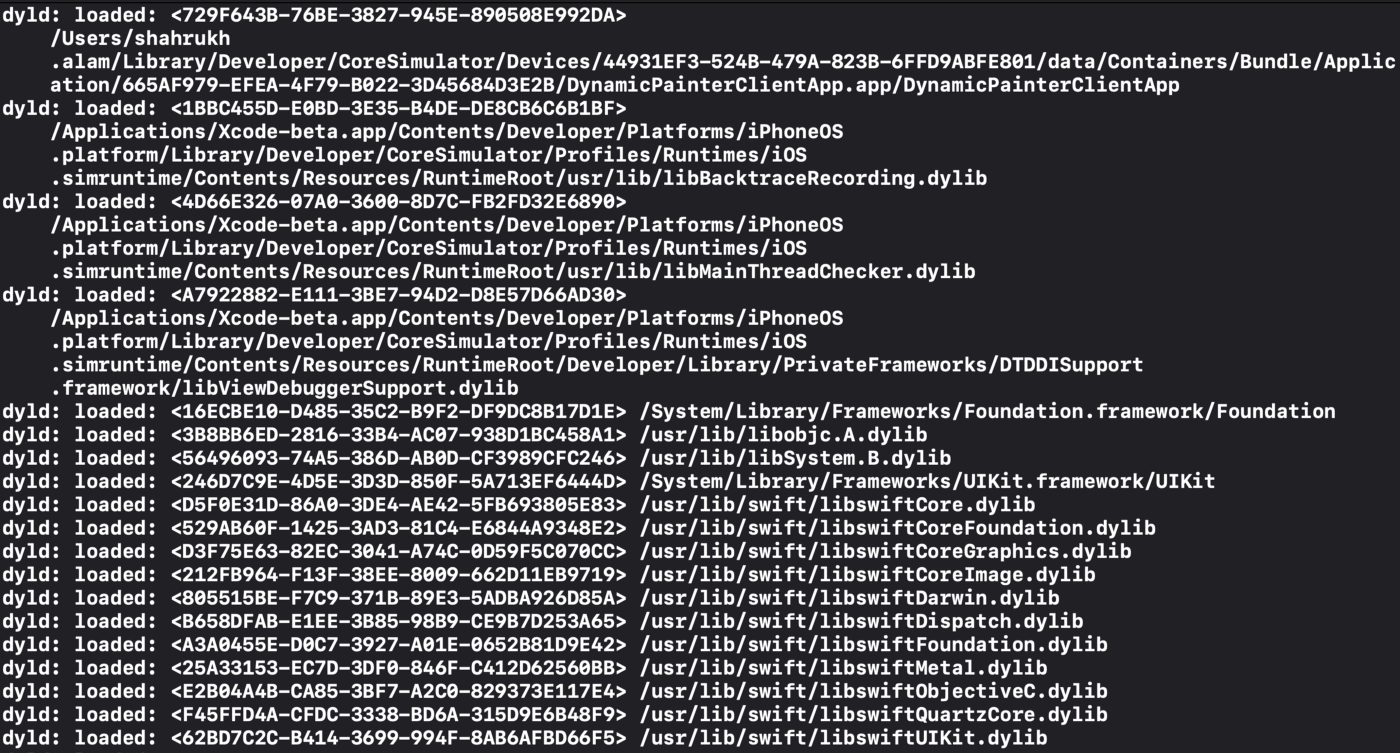 dyld: loaded: <729F643B-76BE-3827-945E-890508E992DA>
/Users/shahrukh
.alam/Library/Developer/CoreSimulator/Devices/44931EF3-524B-479A-823B-6FFD9ABFE801/data/Containers/Bundle/Applic
ation/665AF979-EFEA-4F79-B022-3D45684D3E2B/DynamicPainterClientApp.app/DynamicPainterClientApp
dyld: loaded: <1BBC455D-E0BD-3E35-B4DE-DE8CB6C6B1BF>
/Applications/Xcode-beta.app/Contents/Developer/Platforms/iPhoneOS
.platform/Library/Developer/CoreSimulator/Profiles/Runtimes/iOS
.simruntime/Contents/Resources/RuntimeRoot/usr/lib/libBacktraceRecording.dylib
dyld: loaded: <4D66E326-07A0-3600-8D7C-FB2FD32E6890>
/Applications/Xcode-beta.app/Contents/Developer/Platforms/iPhoneOS
.platform/Library/Developer/CoreSimulator/Profiles/Runtimes/iOS
.simruntime/Contents/Resources/RuntimeRoot/usr/lib/libMainThreadChecker.dylib
dyld: loaded: <A7922882-E111-3BE7-94D2-D8E57D66AD30>
/Applications/Xcode-beta.app/Contents/Developer/Platforms/iPhoneOS
.platform/Library/Developer/CoreSimulator/Profiles/Runtimes/iOS
.simruntime/Contents/Resources/RuntimeRoot/Developer/Library/PrivateFrameworks/DTDDISupport
.framework/libViewDebuggerSupport.dylib
dyld: loaded: <16ECBE10-D485-35C2-B9F2-DF9DC8B17D1E> /System/Library/Frameworks/Foundation.framework/Foundation
dyld: loaded: <3B8BB6ED-2816-33B4-AC07-938D1BC458A1> /usr/lib/libobjc.A.dylib
dyld: loaded: <56496093-74A5-386D-AB0D-CF3989CFC246> /usr/lib/libSystem.B.dylib
dyld: loaded: <246D7C9E-4D5E-3D3D-850F-5A713EF6444D> /System/Library/Frameworks/UIKit.framework/UIKit
dyld: loaded: <D5F0E31D-86A0-3DE4-AE42-5FB693805E83> /usr/lib/swift/libswiftCore.dylib
dyld: loaded: <529AB60F-1425-3AD3-81C4-E6844A9348E2> /usr/lib/swift/libswiftCoreFoundation.dylib
dyld: loaded: <D3F75E63-82EC-3041-A74C-0D59F5C070CC> /usr/lib/swift/libswiftCoreGraphics.dylib
dyld: loaded: <212FB964-F13F-38EE-8009-662D11EB9719> /usr/lib/swift/libswiftCoreImage.dylib
dyld: loaded: <805515BE-F7C9-371B-89E3-5ADBA926D85A> /usr/lib/swift/libswiftDarwin.dylib
dyld: loaded: <B658DFAB-E1EE-3B85-98B9-CE9B7D253A65> /usr/lib/swift/libswiftDispatch.dylib
dyld: loaded: <A3A0455E-D0C7-3927-A01E-0652B81D9E42> /usr/lib/swift/libswiftFoundation.dylib
dyld: loaded: <25A33153-EC7D-3DF0-846F-C412D62560BB> /usr/lib/swift/libswiftMetal.dylib
dyld: loaded: <E2B04A4B-CA85-3BF7-A2C0-829373E117E4> /usr/lib/swift/libswiftObjectiveC.dylib
dyld: loaded: <F45FFD4A-CFDC-3338-BD6A-315D9E6B48F9> /usr/lib/swift/libswiftQuartzCore.dylib
dyld: loaded: <62BD7C2C-B414-3699-994F-8AB6AFBD66F5> /usr/lib/swift/libswiftUIKit.dylib